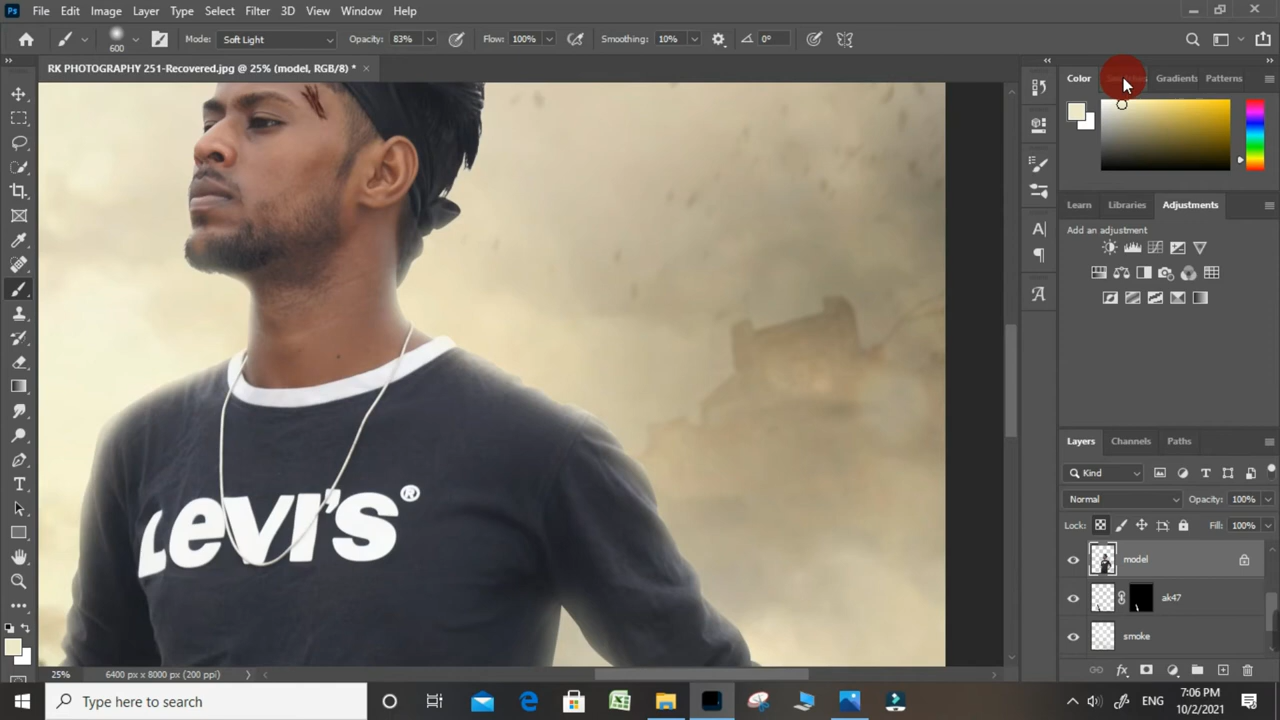 Ps File Edit Image Layer Type Select Filter 3D View Window Help
600 Mode: Soft Light Opacity: 83% Flow: 100% Smoothing: 10% 0°
RK PHOTOGRAPHY 251-Recovered.jpg @ 25% (model, RGB/8) * ×
Color Gradients Patterns
Learn Libraries Adjustments
Add an adjustment
Levi's®
Layers Channels Paths
Kind
Normal Opacity: 100%
Lock: Fill: 100%
model
ak47
smoke
25% 6400 px x 8000 px (200 ppi)
Type here to search
ENG
7:06 PM
10/2/2021